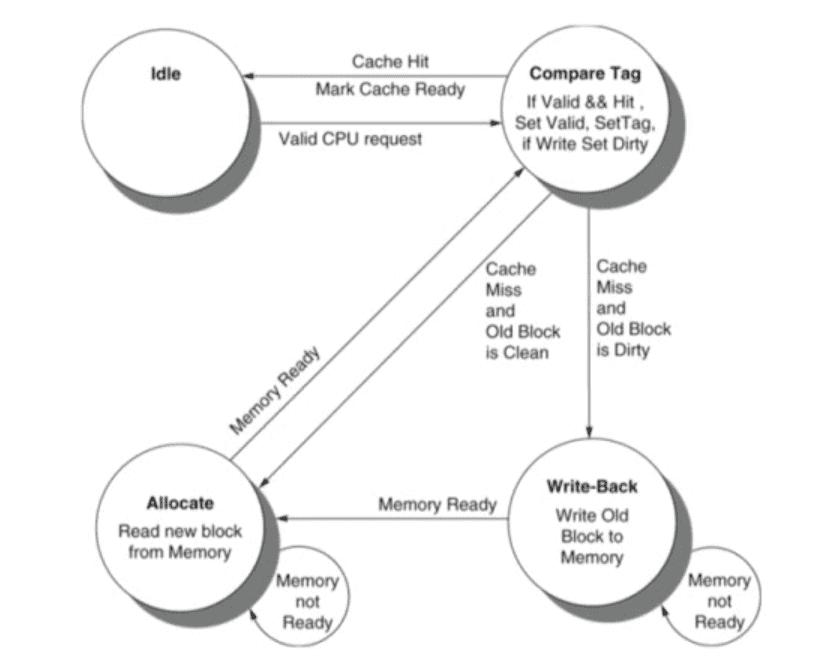 Idle
Cache Hit
Mark Cache Ready
Valid CPU request
Compare Tag
If Valid && Hit ,
Set Valid, SetTag,
if Write Set Dirty
Cache
Miss
and
Old Block
is Clean
Cache
Miss
and
Old Block
is Dirty
Memory Ready
Allocate
Read new block
from Memory
Memory
not
Ready
Memory Ready
Write-Back
Write Old
Block to
Memory
Memory
not
Ready